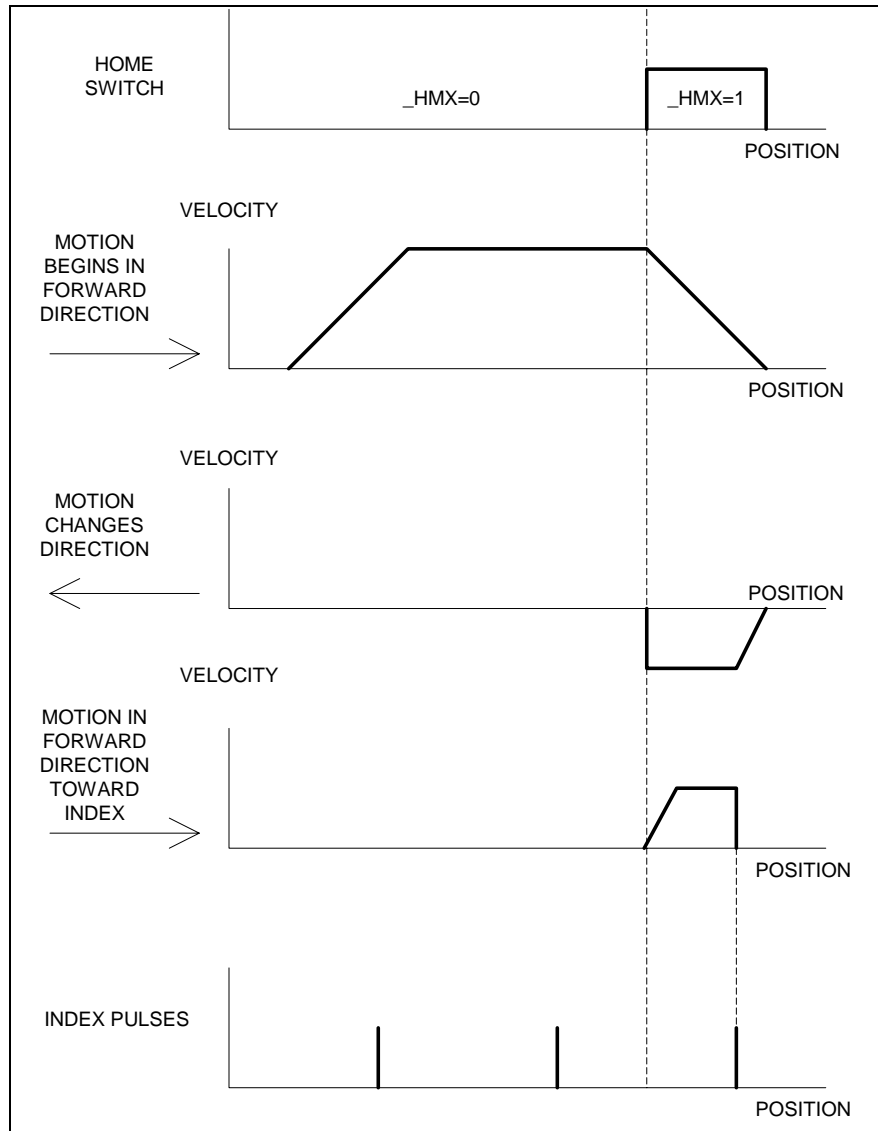 HOME
SWITCH
_HMX=0
_HMX=1
POSITION
VELOCITY
MOTION
BEGINS IN
FORWARD
DIRECTION
POSITION
VELOCITY
MOTION
CHANGES
DIRECTION
POSITION
VELOCITY
MOTION IN
FORWARD
DIRECTION
TOWARD
INDEX
POSITION
INDEX PULSES
POSITION